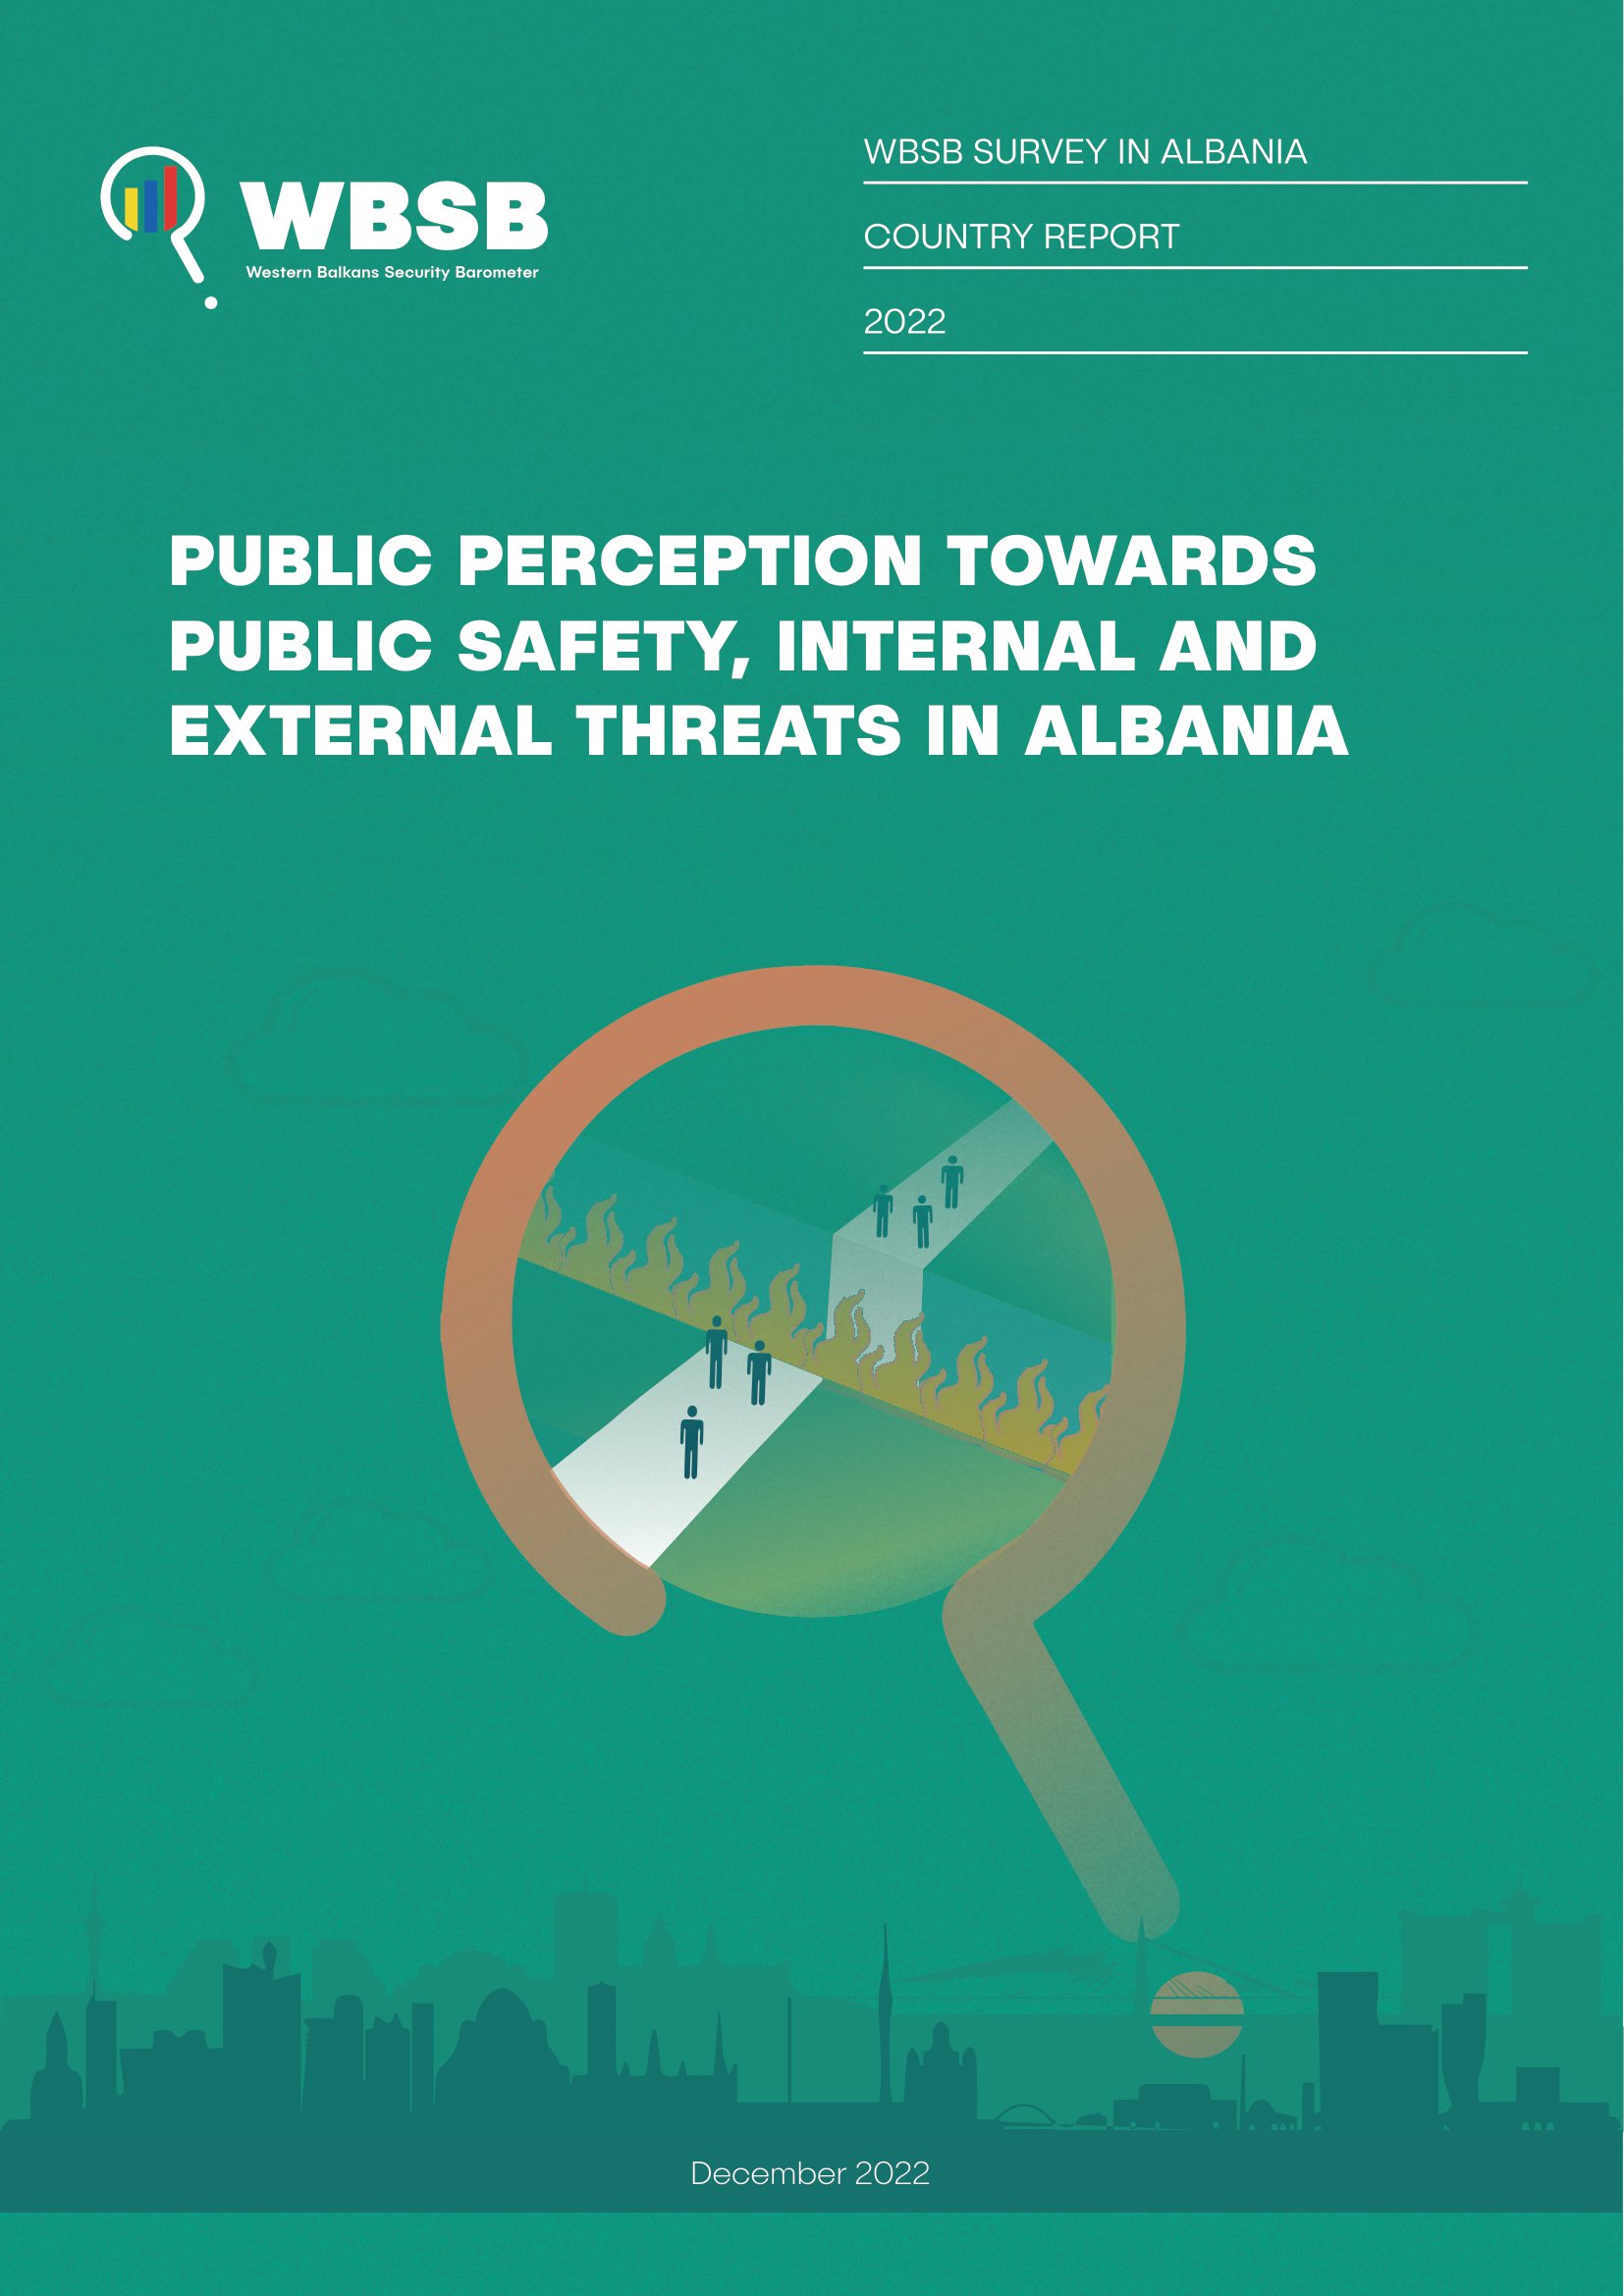 WBSB
Western Balkans Security Barometer
WBSB SURVEY IN ALBANIA
COUNTRY REPORT
2022
PUBLIC PERCEPTION TOWARDS
PUBLIC SAFETY, INTERNAL AND
EXTERNAL THREATS IN ALBANIA
December 2022